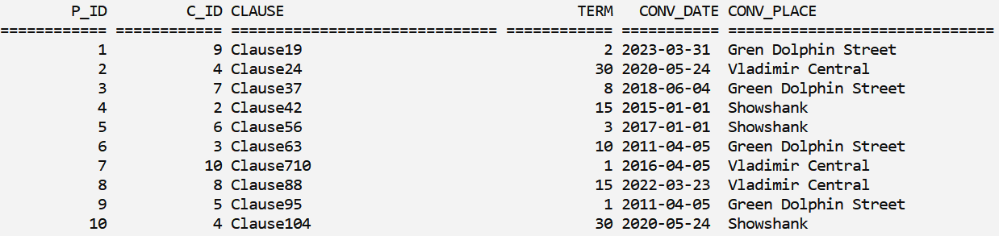 P_ID C_ID CLAUSE TERM CONV_DATE CONV_PLACE
============ ============ ============================== ============ =========== ==============================
1 9 Clause19 2 2023-03-31 Gren Dolphin Street
2 4 Clause24 30 2020-05-24 Vladimir Central
3 7 Clause37 8 2018-06-04 Green Dolphin Street
4 2 Clause42 15 2015-01-01 Showshank
5 6 Clause56 3 2017-01-01 Showshank
6 3 Clause63 10 2011-04-05 Green Dolphin Street
7 10 Clause710 1 2016-04-05 Vladimir Central
8 8 Clause88 15 2022-03-23 Vladimir Central
9 5 Clause95 1 2011-04-05 Green Dolphin Street
10 4 Clause104 30 2020-05-24 Showshank